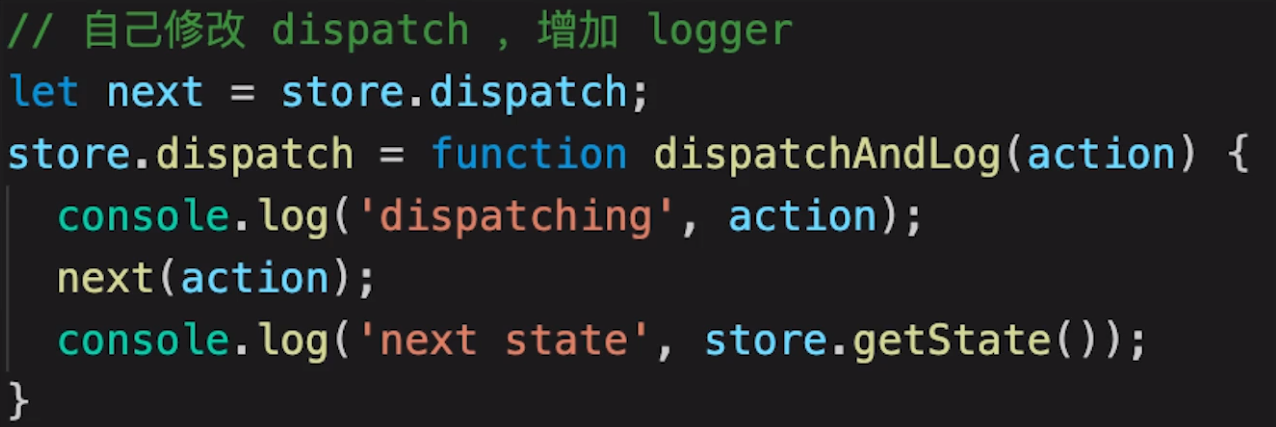 // 自己修改 dispatch ，增加 logger
let next = store.dispatch;
store.dispatch = function dispatchAndLog(action) {
  console.log('dispatching', action);
  next(action);
  console.log('next state', store.getState());
}